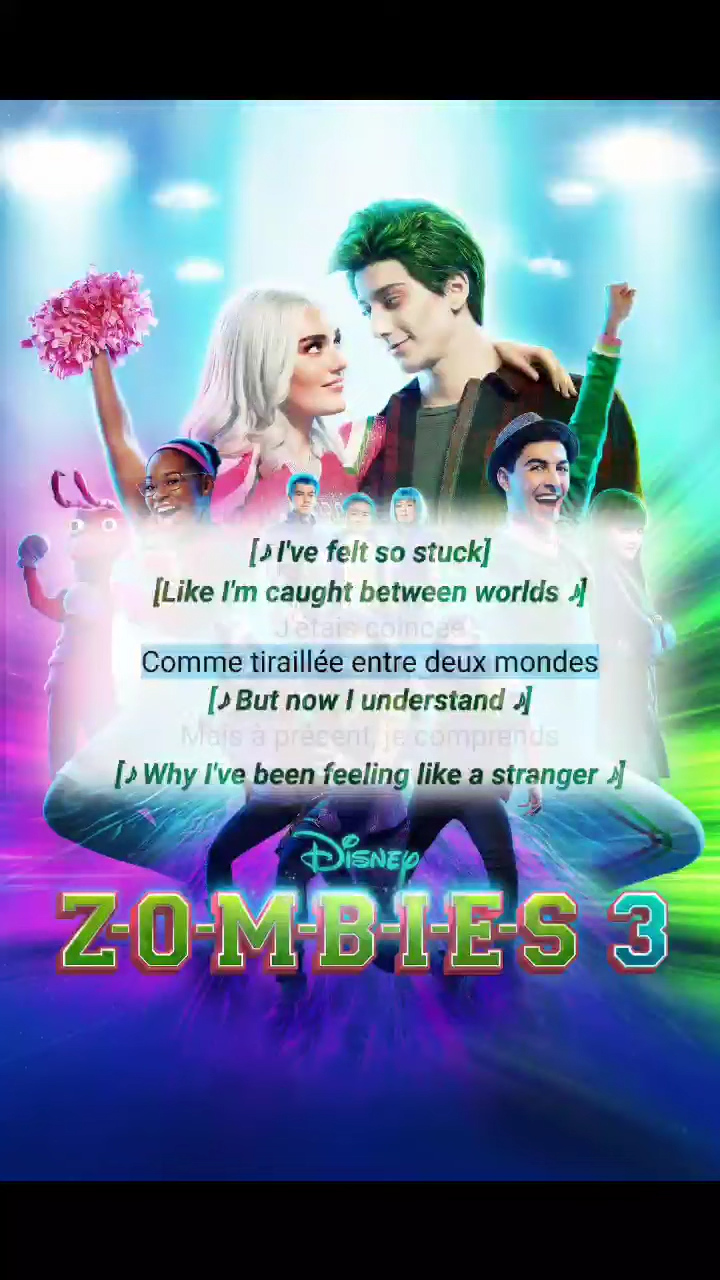 [♪ I've felt so stuck]
[Like I'm caught between worlds ♪]
J'étais coincée
Comme tiraillée entre deux mondes
[♪ But now I understand ♪]
Mais à présent, je comprends
[♪ Why I've been feeling like a stranger ♪]
Disney
Z-O-M-B-I-E-S 3